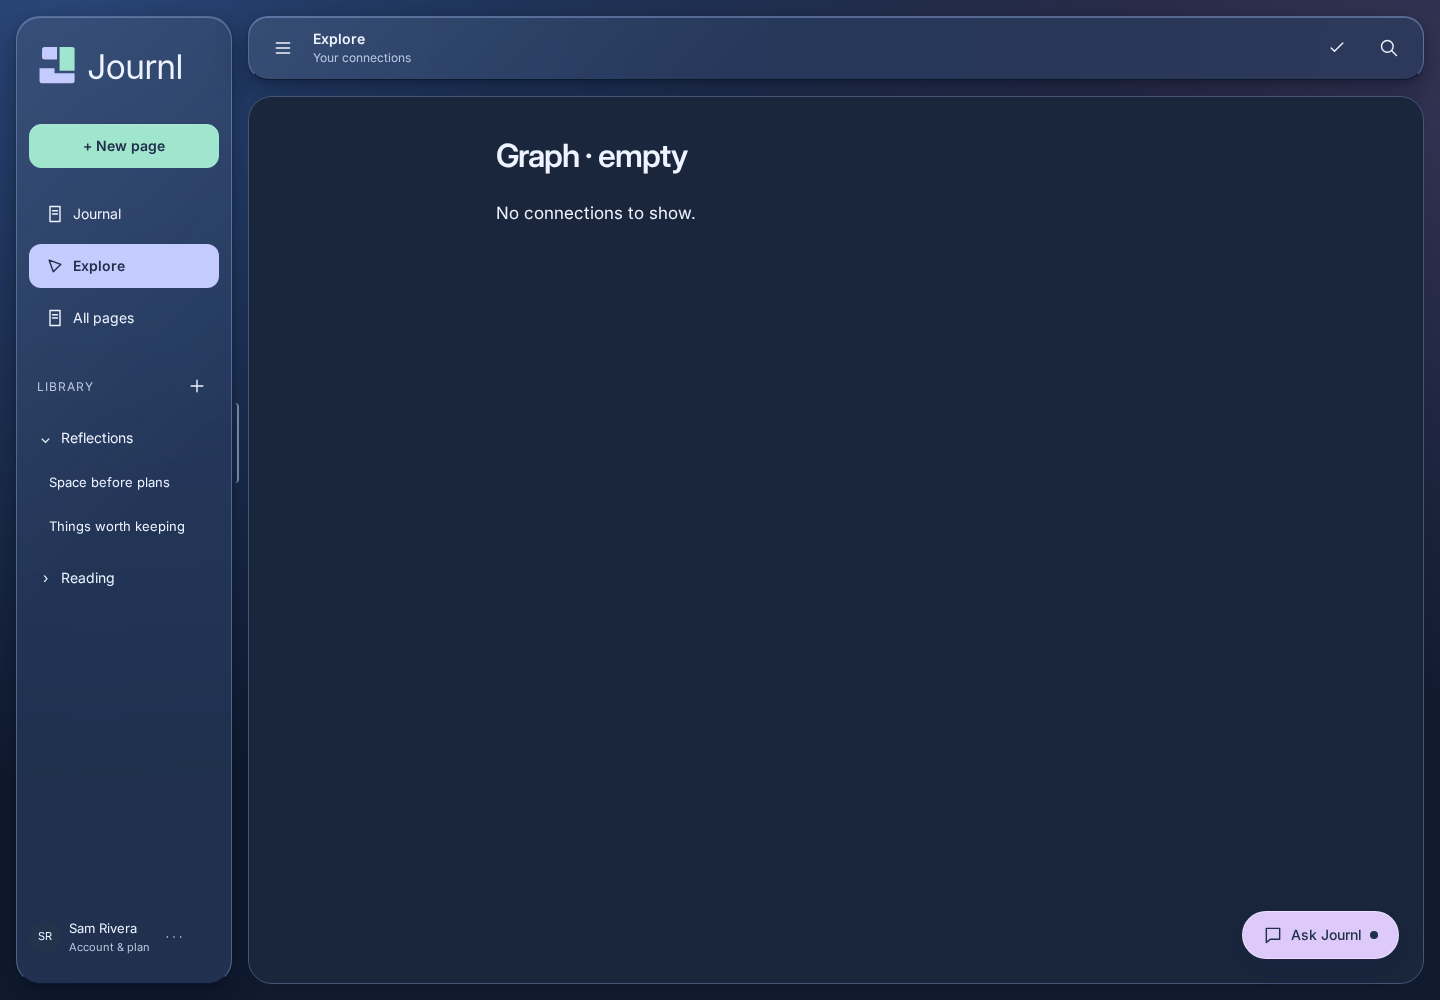 Journl
+ New page
Journal
Explore
All pages
LIBRARY
Reflections
Space before plans
Things worth keeping
Reading
SR
Sam Rivera
Account & plan
...
Explore
Your connections
Graph · empty
No connections to show.
Ask Journl